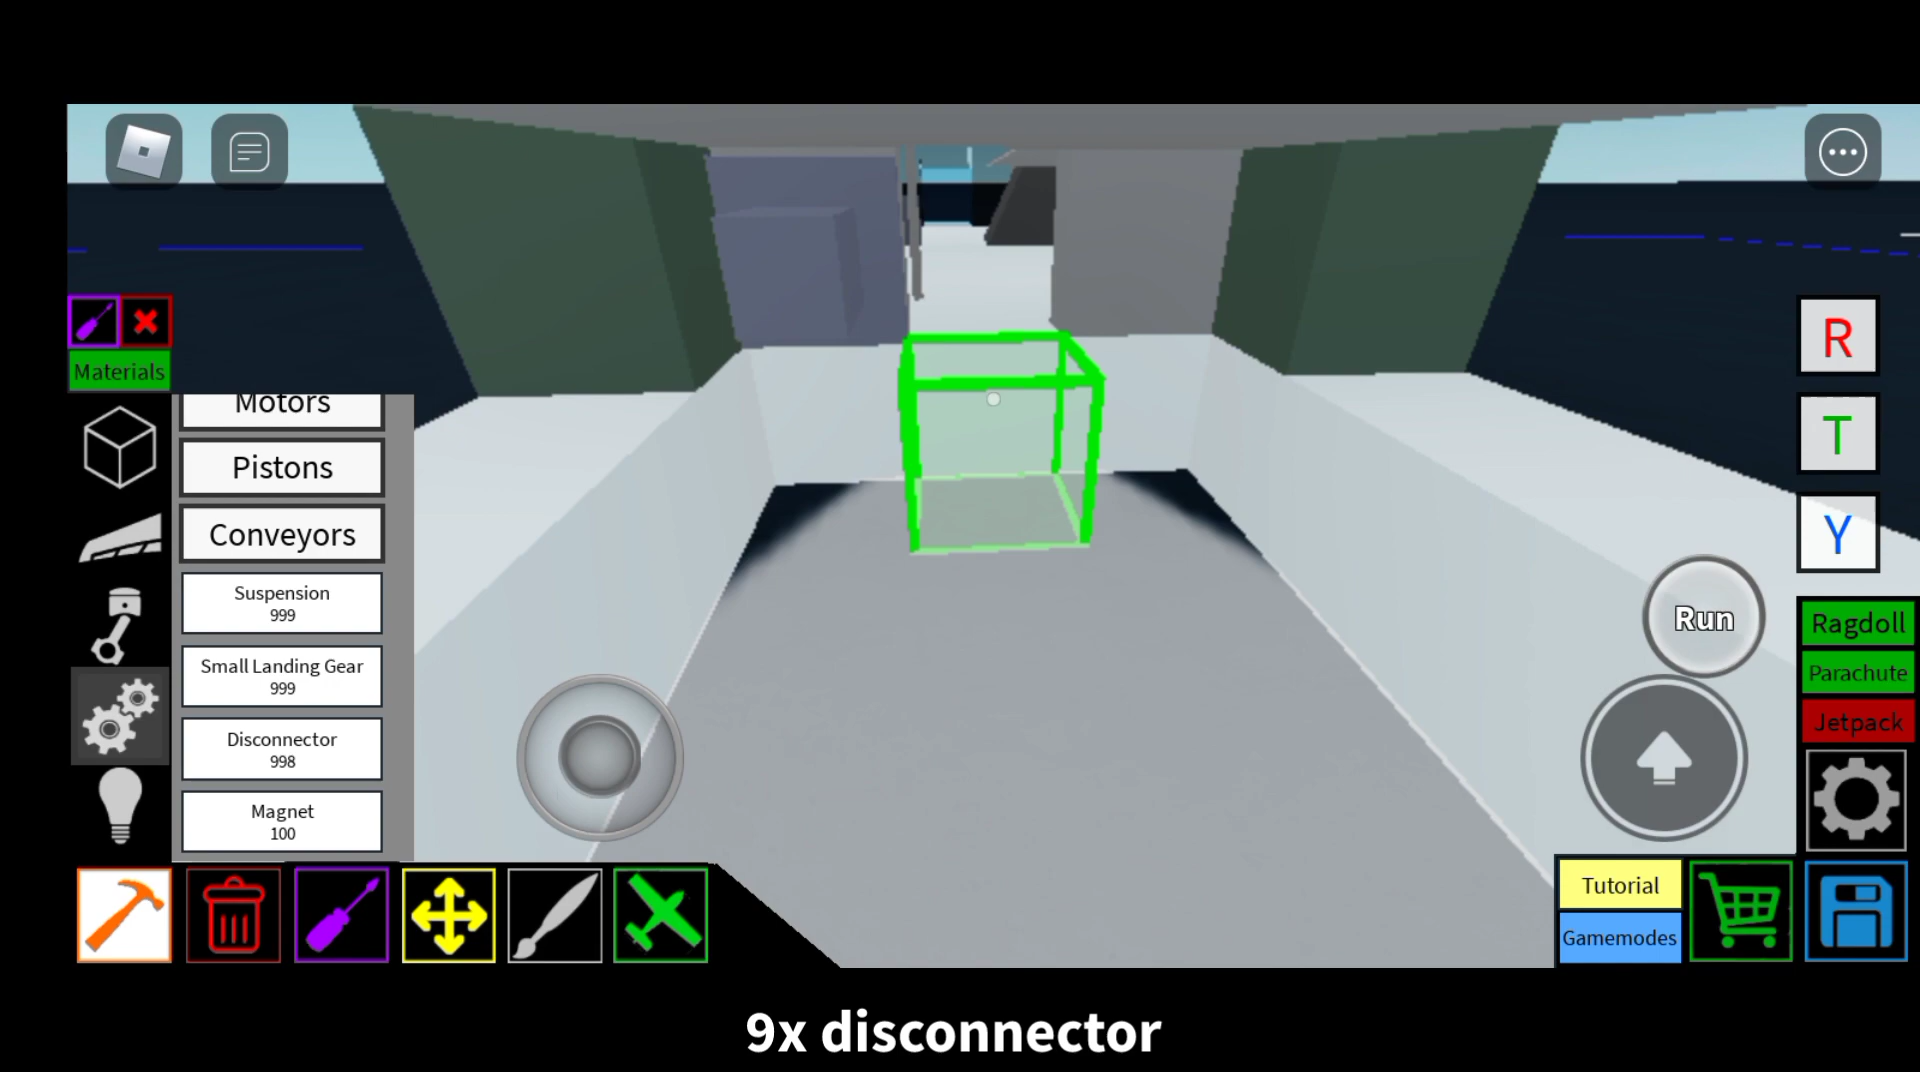 Materials
Motors
Pistons
Conveyors
Suspension
999
Small Landing Gear
999
Disconnector
998
Magnet
100
R
T
Y
Run
Ragdoll
Parachute
Jetpack
Tutorial
Gamemodes
9x disconnector